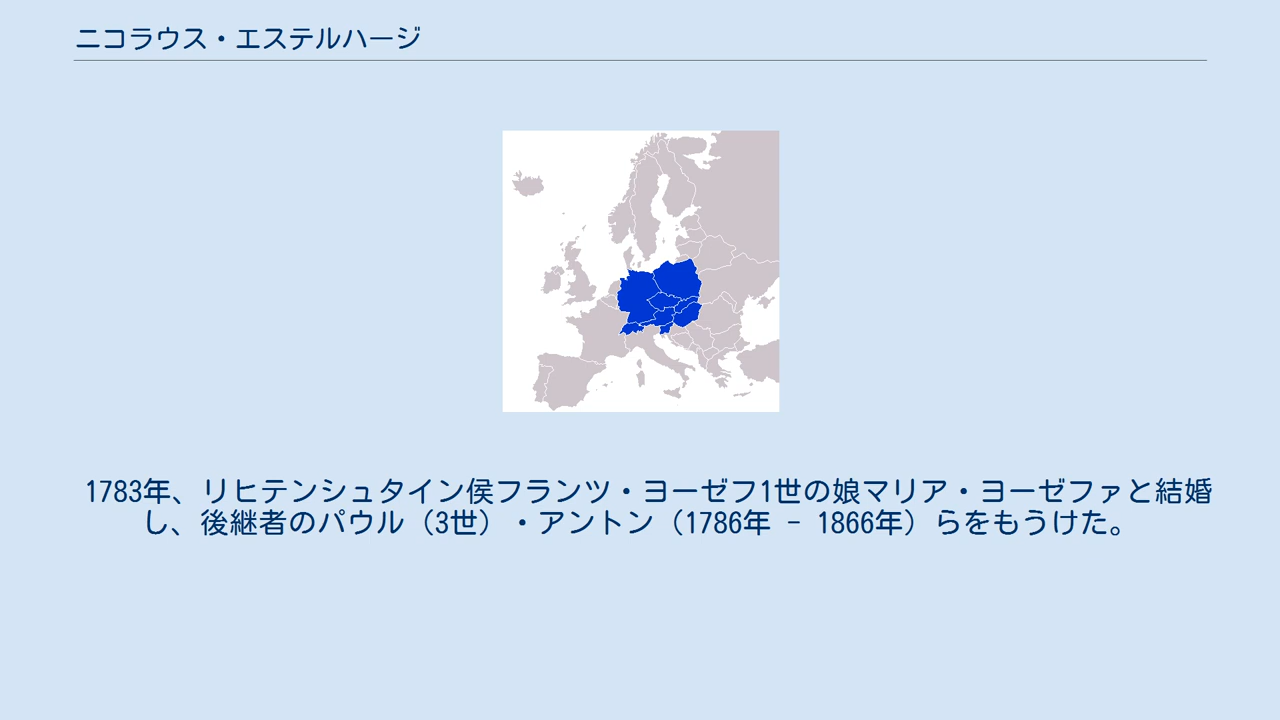 ニコラウス・エステルハージ
1783年、リヒテンシュタイン侯フランツ・ヨーゼフ1世の娘マリア・ヨーゼファと結婚
し、後継者のパウル（3世）・アントン（1786年 – 1866年）らをもうけた。